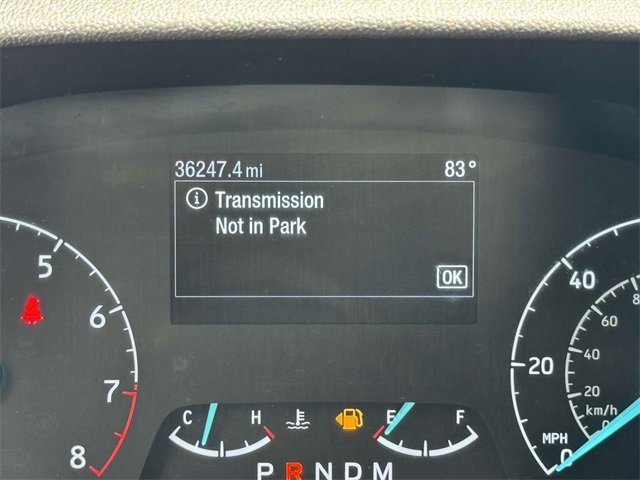 36247.4 mi 83°
Transmission
Not in Park
OK
5
6
7
8
C H E F
P R N D M
40
20
MPH 0
60
40
20
km/h